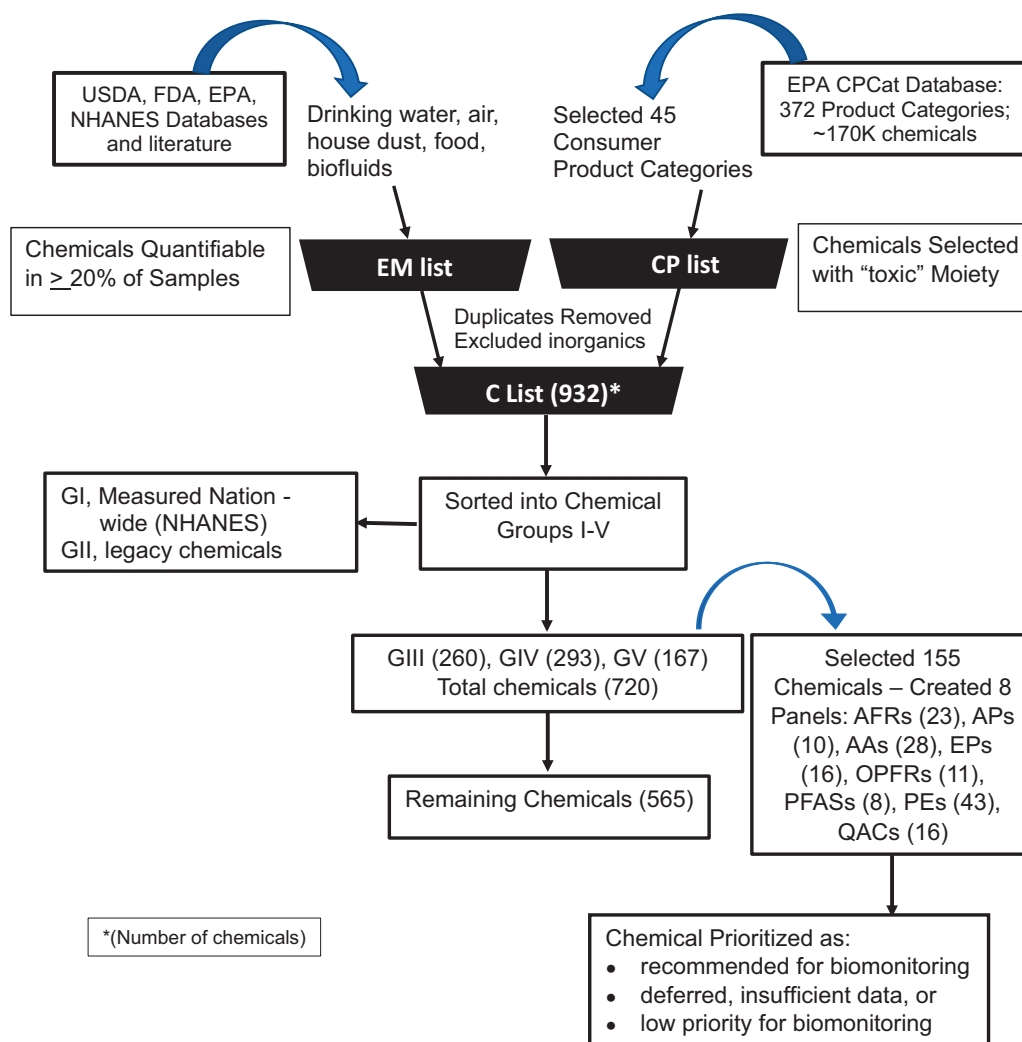 USDA, FDA, EPA,
NHANES Databases
and literature
Drinking water, air,
house dust, food,
biofluids
Selected 45
Consumer
Product Categories
EPA CPCat Database:
372 Product Categories;
~170K chemicals
Chemicals Quantifiable
in > 20% of Samples
EM list
CP list
Chemicals Selected
with “toxic” Moiety
Duplicates Removed
Excluded inorganics
C List (932)*
GI, Measured Nation -
wide (NHANES)
GII, legacy chemicals
Sorted into Chemical
Groups I-V
GIII (260), GIV (293), GV (167)
Total chemicals (720)
Selected 155
Chemicals – Created 8
Panels: AFRs (23), APs
(10), AAs (28), EPs
(16), OPFRs (11),
PFASs (8), PEs (43),
QACs (16)
Remaining Chemicals (565)
*(Number of chemicals)
Chemical Prioritized as:
• recommended for biomonitoring
• deferred, insufficient data, or
• low priority for biomonitoring